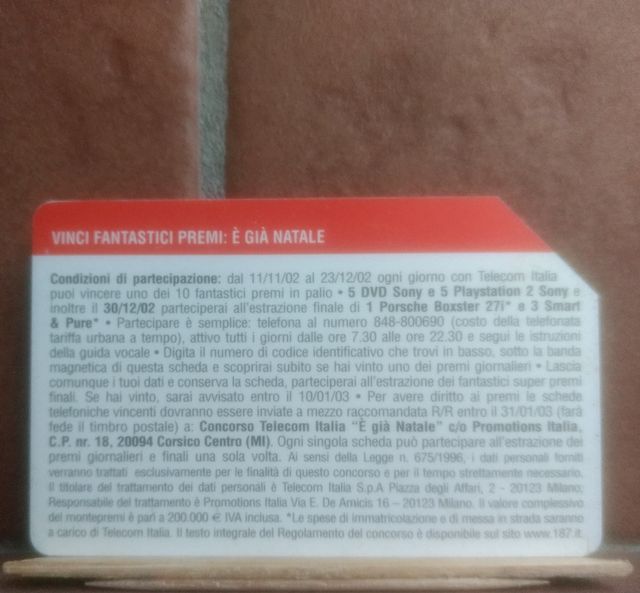 VINCI FANTASTICI PREMI: È GIÀ NATALE
Condizioni di partecipazione: dal 11/11/02 al 23/12/02 ogni giorno con Telecom Italia
puoi vincere uno dei 10 fantastici premi in palio • 5 DVD Sony e 5 Playstation 2 Sony e
inoltre il 30/12/02 parteciperai all'estrazione finale di 1 Porsche Boxster 27i* e 3 Smart
& Pure* • Partecipare è semplice: telefona al numero 848-800690 (costo della telefonata
tariffa urbana a tempo), attivo tutti i giorni dalle ore 7.30 alle ore 22.30 e segui le istruzioni
della guida vocale • Digita il numero di codice identificativo che trovi in basso, sotto la banda
magnetica di questa scheda e scoprirai subito se hai vinto uno dei premi giornalieri • Lascia
comunque i tuoi dati e conserva la scheda, parteciperai all'estrazione dei fantastici super premi
finali. Se hai vinto, sarai avvisato entro il 10/01/03 • Per avere diritto ai premi le schede
telefoniche vincenti dovranno essere inviate a mezzo raccomandata R/R entro il 31/01/03 (farà
fede il timbro postale) a: Concorso Telecom Italia "È già Natale" c/o Promotions Italia,
C.P. nr. 18, 20094 Corsico Centro (MI). Ogni singola scheda può partecipare all'estrazione dei
premi giornalieri e finali una sola volta. Ai sensi della Legge n. 675/1996, i dati personali forniti
verranno trattati esclusivamente per le finalità di questo concorso e per il tempo strettamente necessario.
Il titolare del trattamento dei dati personali è Telecom Italia S.p.A Piazza degli Affari, 2 - 20123 Milano;
Responsabile del trattamento è Promotions Italia Via E. De Amicis 16 – 20123 Milano. Il valore complessivo
del montepremi è pari a 200.000 € IVA inclusa. *Le spese di immatricolazione e di messa in strada saranno
a carico di Telecom Italia. Il testo integrale del Regolamento del concorso è disponibile sul sito www.187.it